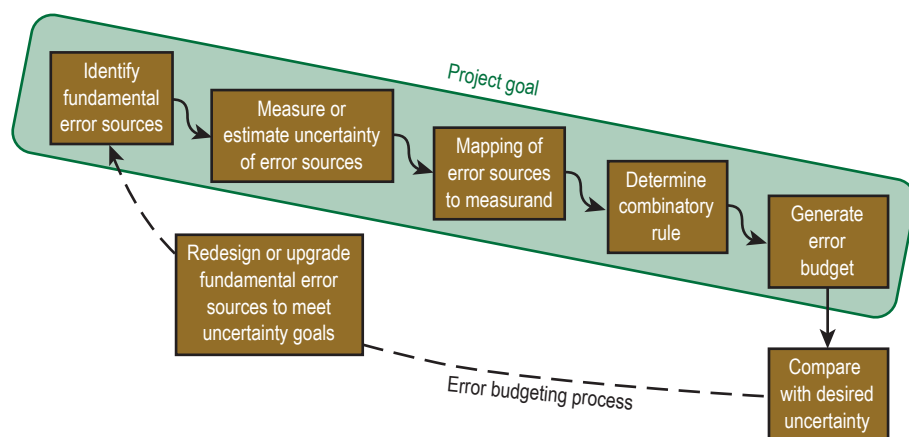 Project goal
Identify
fundamental
error sources
Measure or
estimate uncertainty
of error sources
Mapping of
error sources
to measurand
Determine
combinatory
rule
Generate
error
budget
Redesign or upgrade
fundamental error
sources to meet
uncertainty goals
Compare
with desired
uncertainty
Error budgeting process